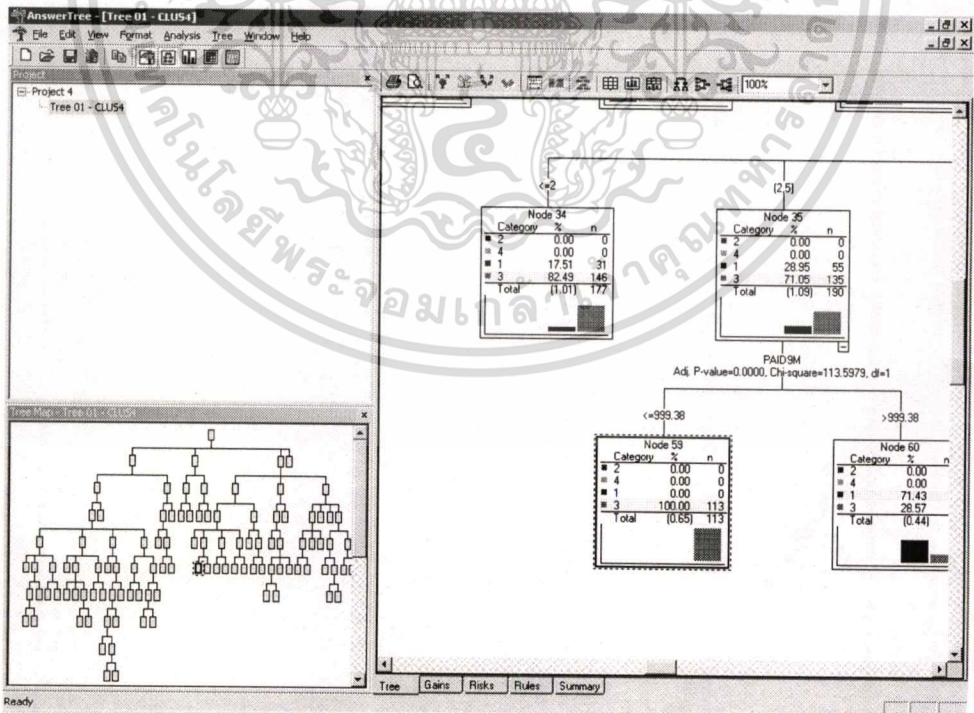 AnswerTree - [Tree 01 - CLUS4]
File Edit View Format Analysis Tree Window Help
Project
Project 4
Tree 01 - CLUS4
100%
<=2
(2,5]
Node 34
Category % n
2 0.00 0
4 0.00 0
1 17.51 31
3 82.49 146
Total (1.01) 177
Node 35
Category % n
2 0.00 0
4 0.00 0
1 28.95 55
3 71.05 135
Total (1.09) 190
PAID9M
Adj. P-value=0.0000, Chi-square=113.5979, df=1
<=999.38
>999.38
Node 59
Category % n
2 0.00 0
4 0.00 0
1 0.00 0
3 100.00 113
Total (0.65) 113
Node 60
Category %
2 0.00
4 0.00
1 71.43
3 28.57
Total (0.44)
Tree Map - Tree 01 - CLUS4
Tree Gains Risks Rules Summary
Ready